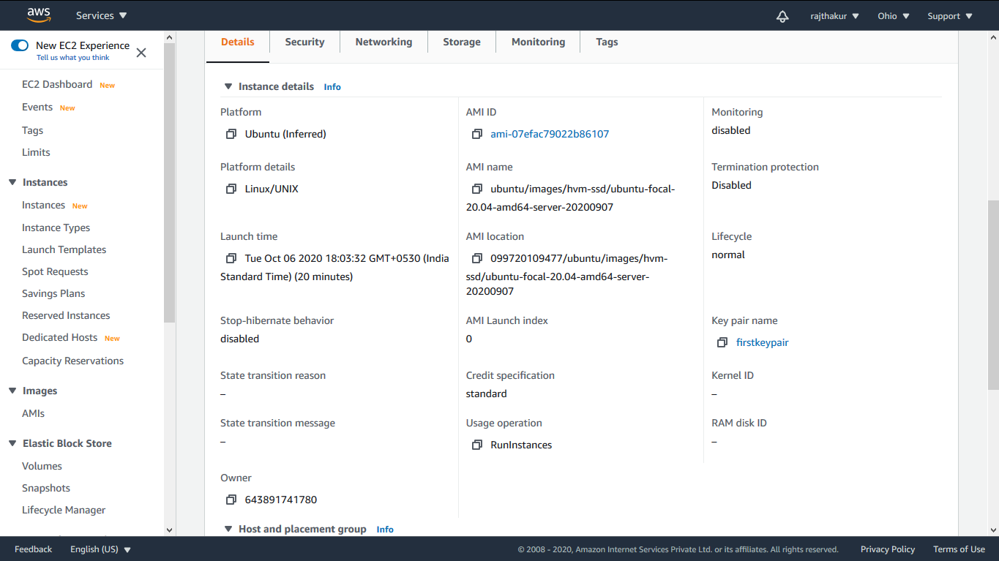 aws
Services
rajthakur
Ohio
Support
New EC2 Experience
Tell us what you think
EC2 Dashboard New
Events New
Tags
Limits
Instances
Instances New
Instance Types
Launch Templates
Spot Requests
Savings Plans
Reserved Instances
Dedicated Hosts New
Capacity Reservations
Images
AMIs
Elastic Block Store
Volumes
Snapshots
Lifecycle Manager
Details Security Networking Storage Monitoring Tags
Instance details Info
Platform
Ubuntu (Inferred)
AMI ID
ami-07efac79022b86107
Monitoring
disabled
Platform details
Linux/UNIX
AMI name
ubuntu/images/hvm-ssd/ubuntu-focal-
20.04-amd64-server-20200907
Termination protection
Disabled
Launch time
Tue Oct 06 2020 18:03:32 GMT+0530 (India
Standard Time) (20 minutes)
AMI location
099720109477/ubuntu/images/hvm-
ssd/ubuntu-focal-20.04-amd64-server-
20200907
Lifecycle
normal
Stop-hibernate behavior
disabled
AMI Launch index
0
Key pair name
firstkeypair
State transition reason
–
Credit specification
standard
Kernel ID
–
State transition message
–
Usage operation
RunInstances
RAM disk ID
–
Owner
643891741780
Host and placement group Info
Feedback
English (US)
© 2008 - 2020, Amazon Internet Services Private Ltd. or its affiliates. All rights reserved.
Privacy Policy
Terms of Use